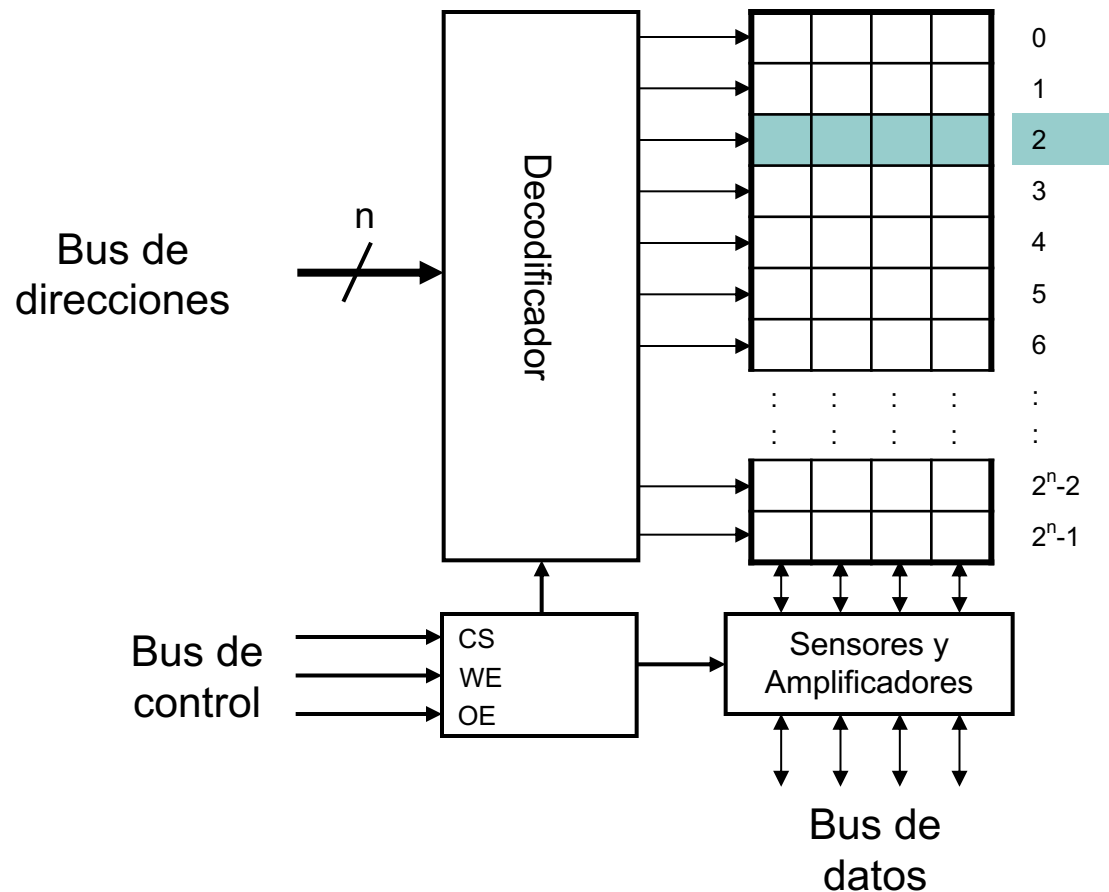 0
1
2
3
4
5
6
:
:
2ⁿ-2
2ⁿ-1
Decodificador
n
Bus de
direcciones
: : : :
: : : :
Bus de
control
CS
WE
OE
Sensores y
Amplificadores
Bus de
datos